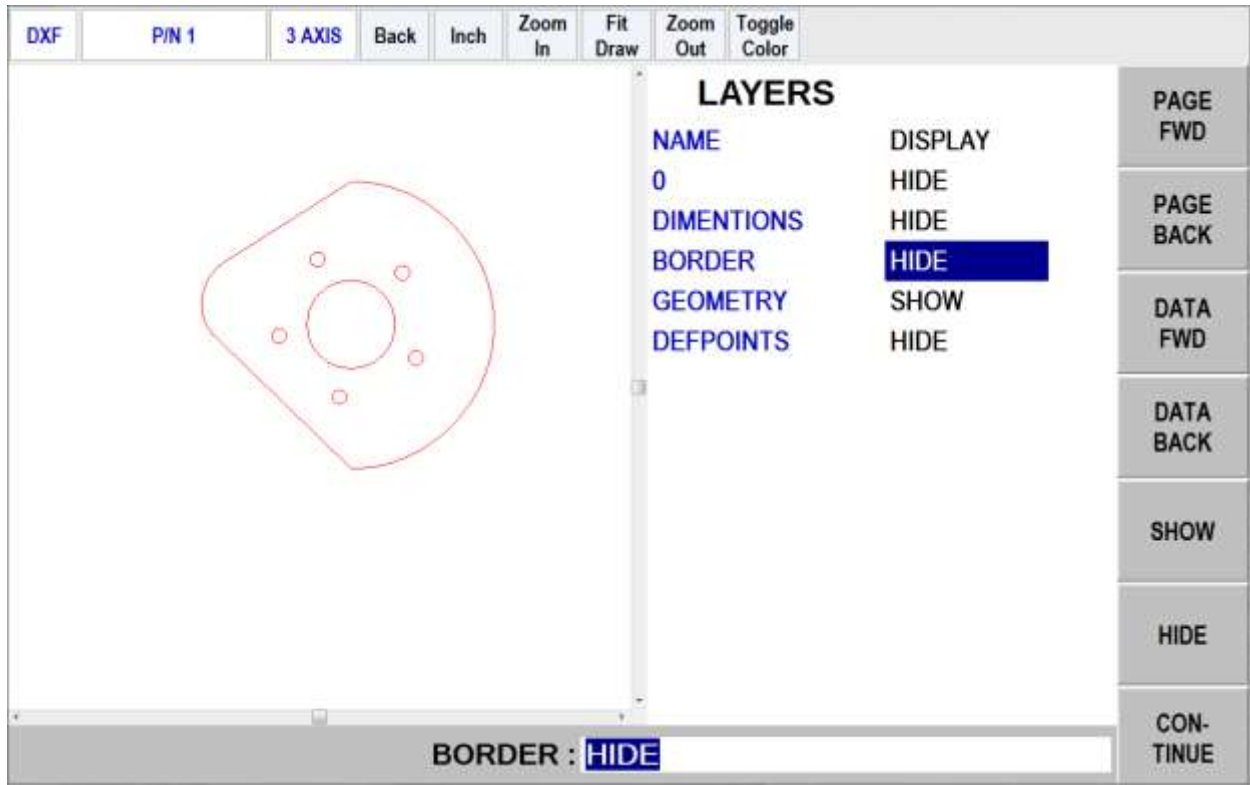 DXF P/N 1 3 AXIS Back Inch Zoom In Fit Draw Zoom Out Toggle Color
LAYERS
NAME DISPLAY
0 HIDE
DIMENTIONS HIDE
BORDER HIDE
GEOMETRY SHOW
DEFPOINTS HIDE
PAGE
FWD
PAGE
BACK
DATA
FWD
DATA
BACK
SHOW
HIDE
CON-
TINUE
BORDER : HIDE